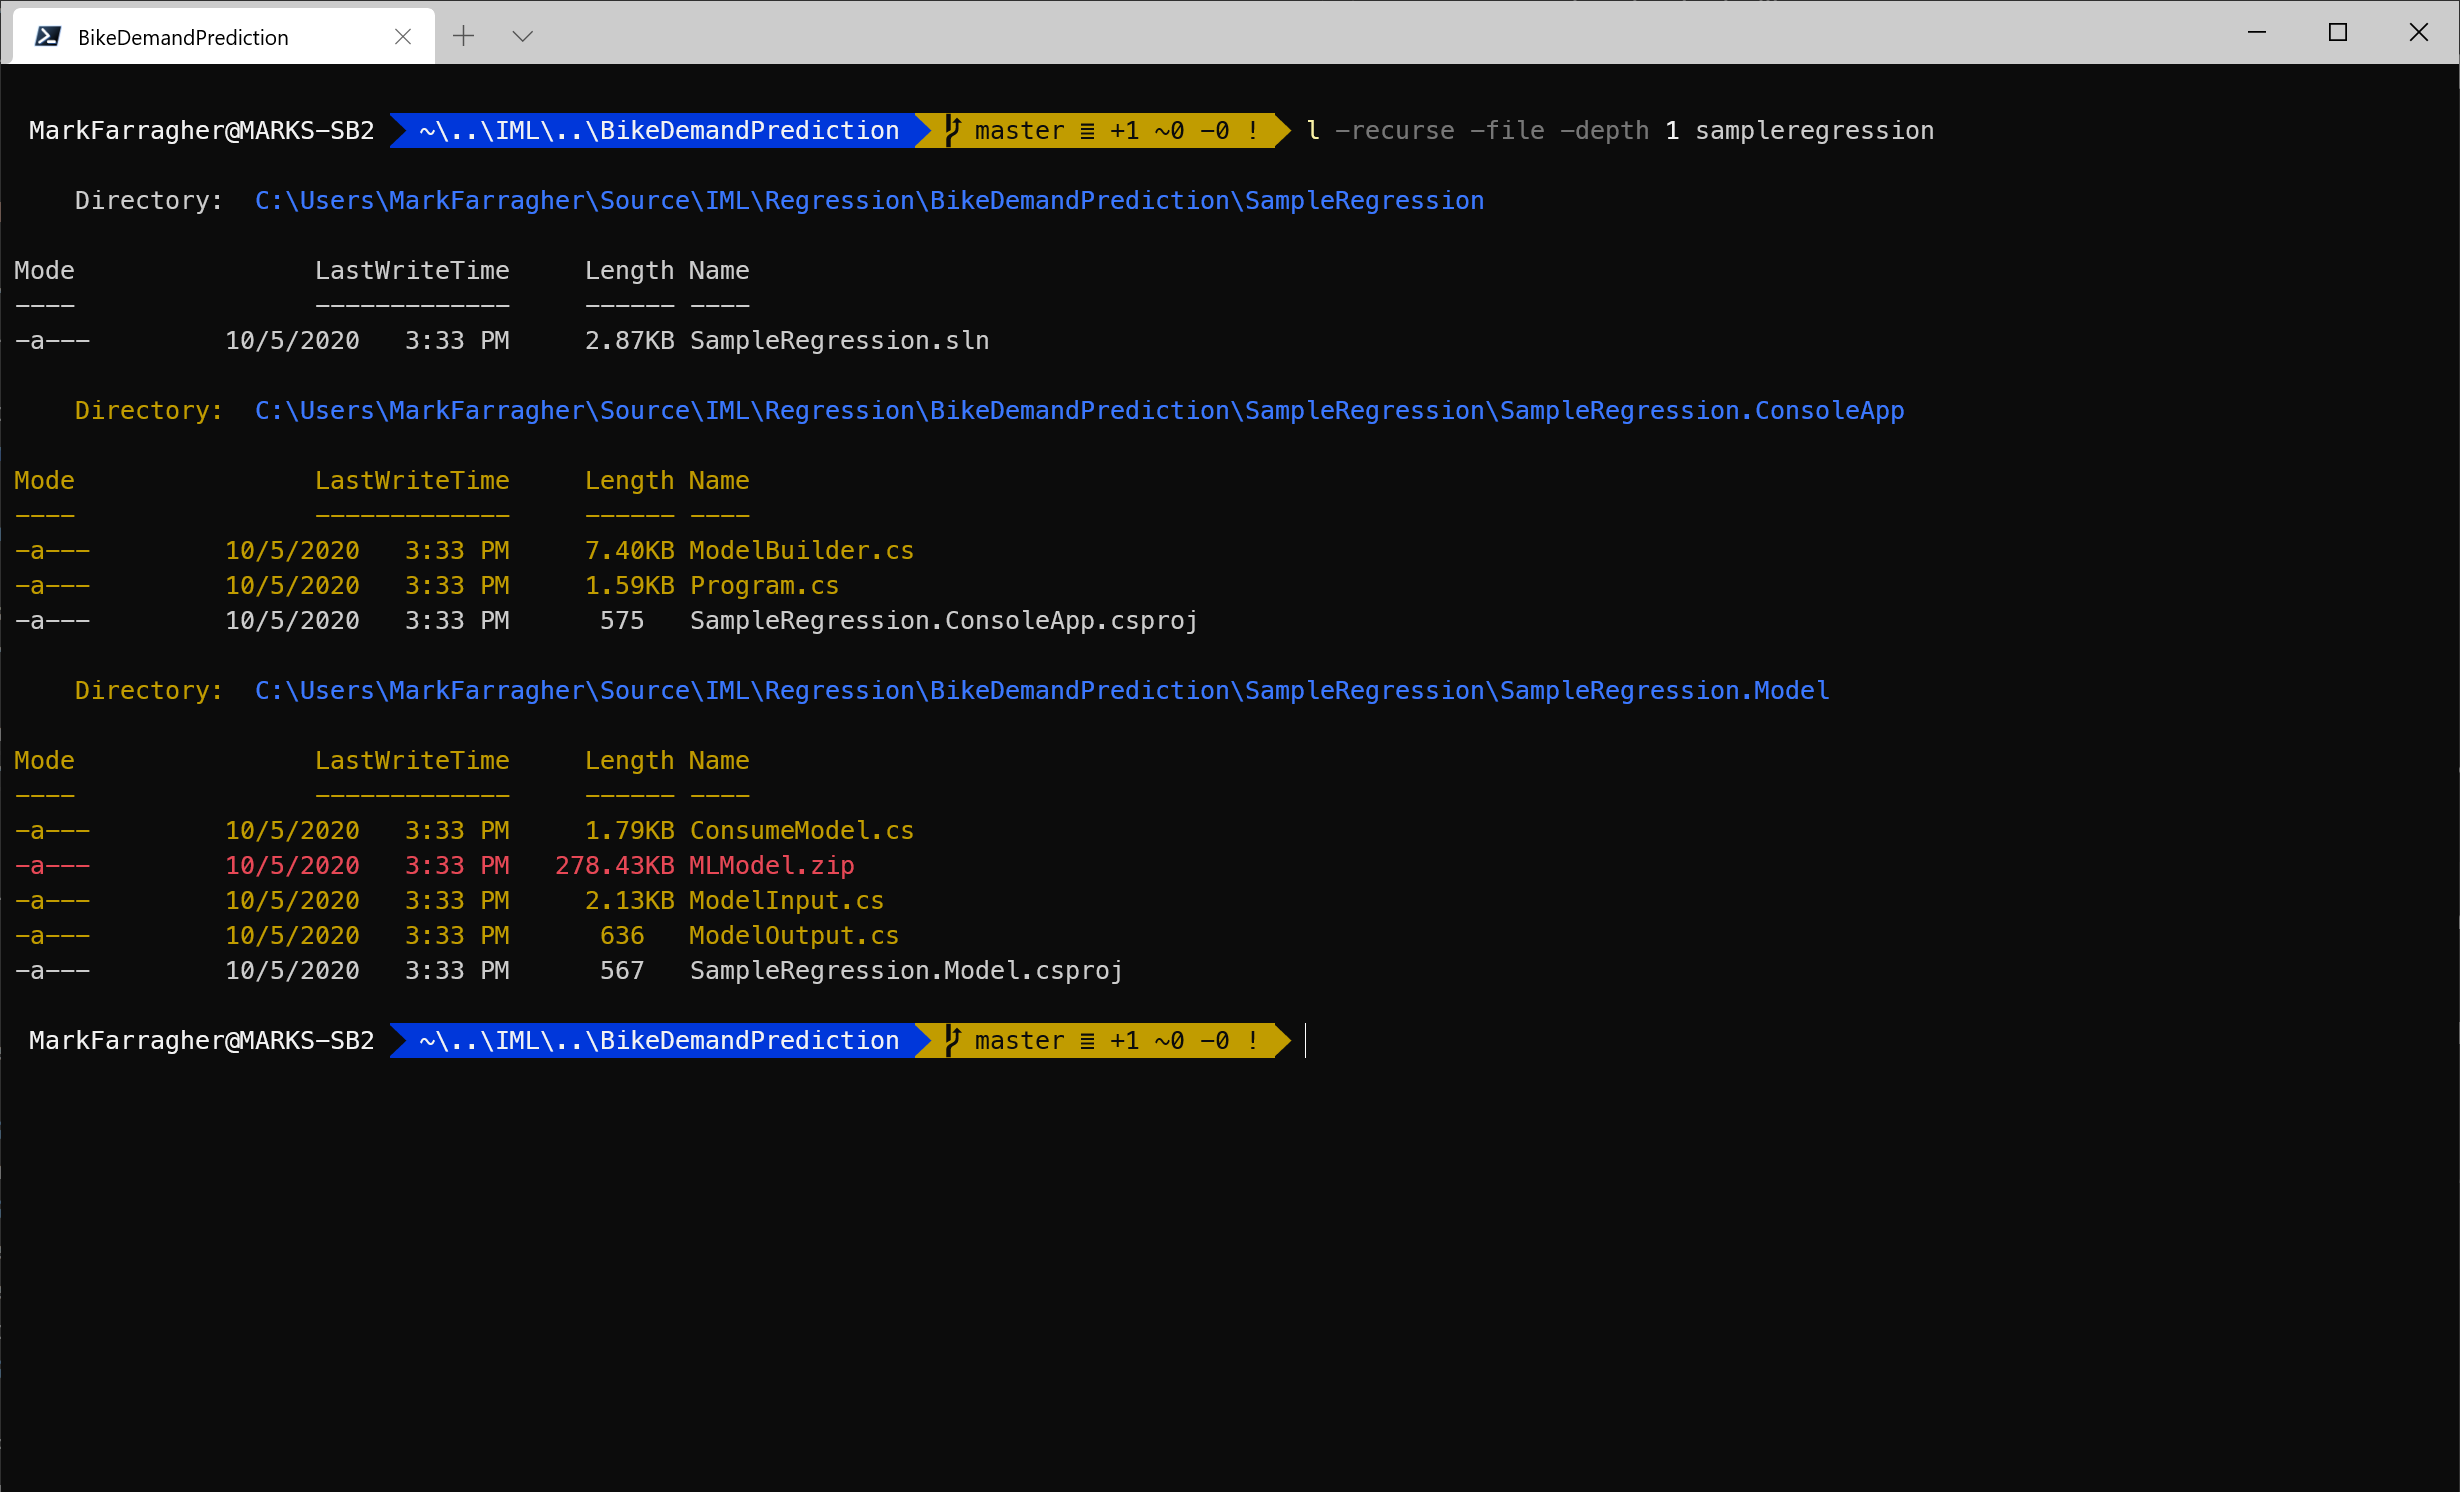 BikeDemandPrediction
MarkFarragher@MARKS-SB2 ~\..\IML\..\BikeDemandPrediction master ≡ +1 ~0 -0 ! l -recurse -file -depth 1 sampleregression
Directory: C:\Users\MarkFarragher\Source\IML\Regression\BikeDemandPrediction\SampleRegression
Mode LastWriteTime Length Name
---- ------------- ------ ----
-a--- 10/5/2020 3:33 PM 2.87KB SampleRegression.sln
Directory: C:\Users\MarkFarragher\Source\IML\Regression\BikeDemandPrediction\SampleRegression\SampleRegression.ConsoleApp
Mode LastWriteTime Length Name
---- ------------- ------ ----
-a--- 10/5/2020 3:33 PM 7.40KB ModelBuilder.cs
-a--- 10/5/2020 3:33 PM 1.59KB Program.cs
-a--- 10/5/2020 3:33 PM 575 SampleRegression.ConsoleApp.csproj
Directory: C:\Users\MarkFarragher\Source\IML\Regression\BikeDemandPrediction\SampleRegression\SampleRegression.Model
Mode LastWriteTime Length Name
---- ------------- ------ ----
-a--- 10/5/2020 3:33 PM 1.79KB ConsumeModel.cs
-a--- 10/5/2020 3:33 PM 278.43KB MLModel.zip
-a--- 10/5/2020 3:33 PM 2.13KB ModelInput.cs
-a--- 10/5/2020 3:33 PM 636 ModelOutput.cs
-a--- 10/5/2020 3:33 PM 567 SampleRegression.Model.csproj
MarkFarragher@MARKS-SB2 ~\..\IML\..\BikeDemandPrediction master ≡ +1 ~0 -0 !